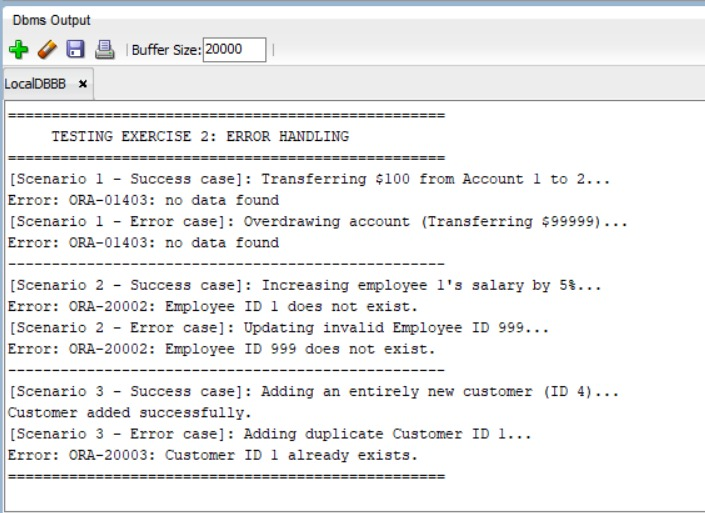 Dbms Output
Buffer Size: 20000
LocalDBBB ×
==================================================
TESTING EXERCISE 2: ERROR HANDLING
==================================================
[Scenario 1 - Success case]: Transferring $100 from Account 1 to 2...
Error: ORA-01403: no data found
[Scenario 1 - Error case]: Overdrawing account (Transferring $99999)...
Error: ORA-01403: no data found
--------------------------------------------------
[Scenario 2 - Success case]: Increasing employee 1's salary by 5%...
Error: ORA-20002: Employee ID 1 does not exist.
[Scenario 2 - Error case]: Updating invalid Employee ID 999...
Error: ORA-20002: Employee ID 999 does not exist.
--------------------------------------------------
[Scenario 3 - Success case]: Adding an entirely new customer (ID 4)...
Customer added successfully.
[Scenario 3 - Error case]: Adding duplicate Customer ID 1...
Error: ORA-20003: Customer ID 1 already exists.
==================================================